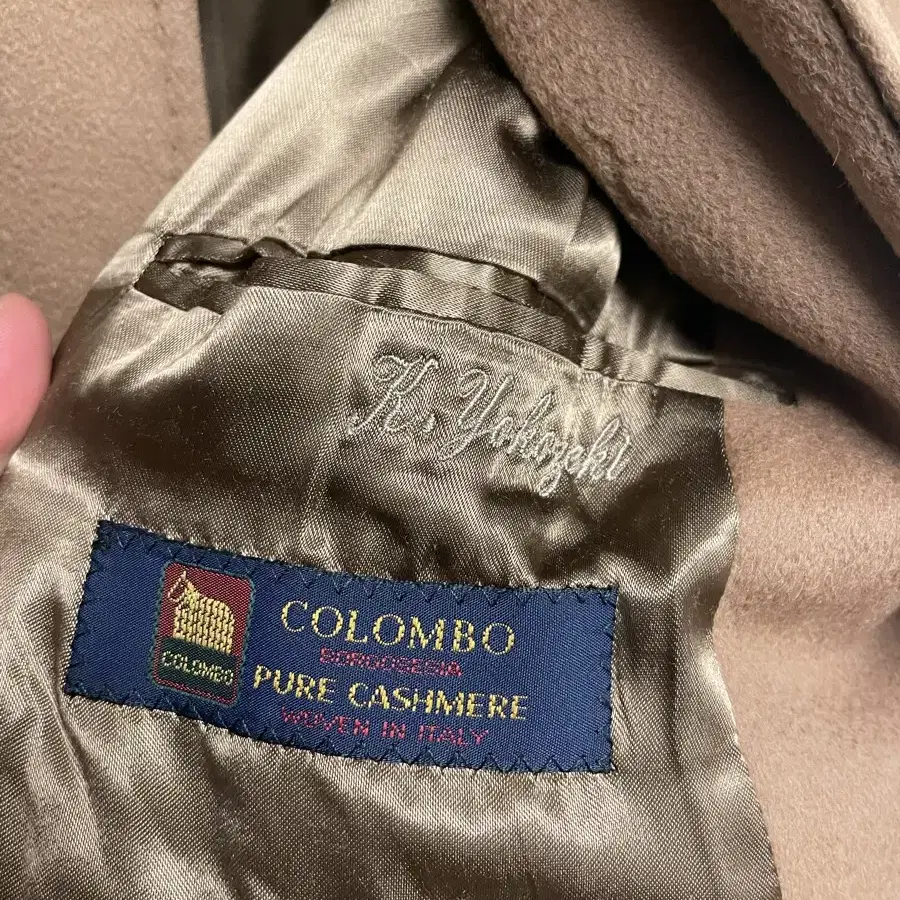 K. Yokozeki
COLOMBO
COLOMBO
BORGOSESIA
PURE CASHMERE
WOVEN IN ITALY